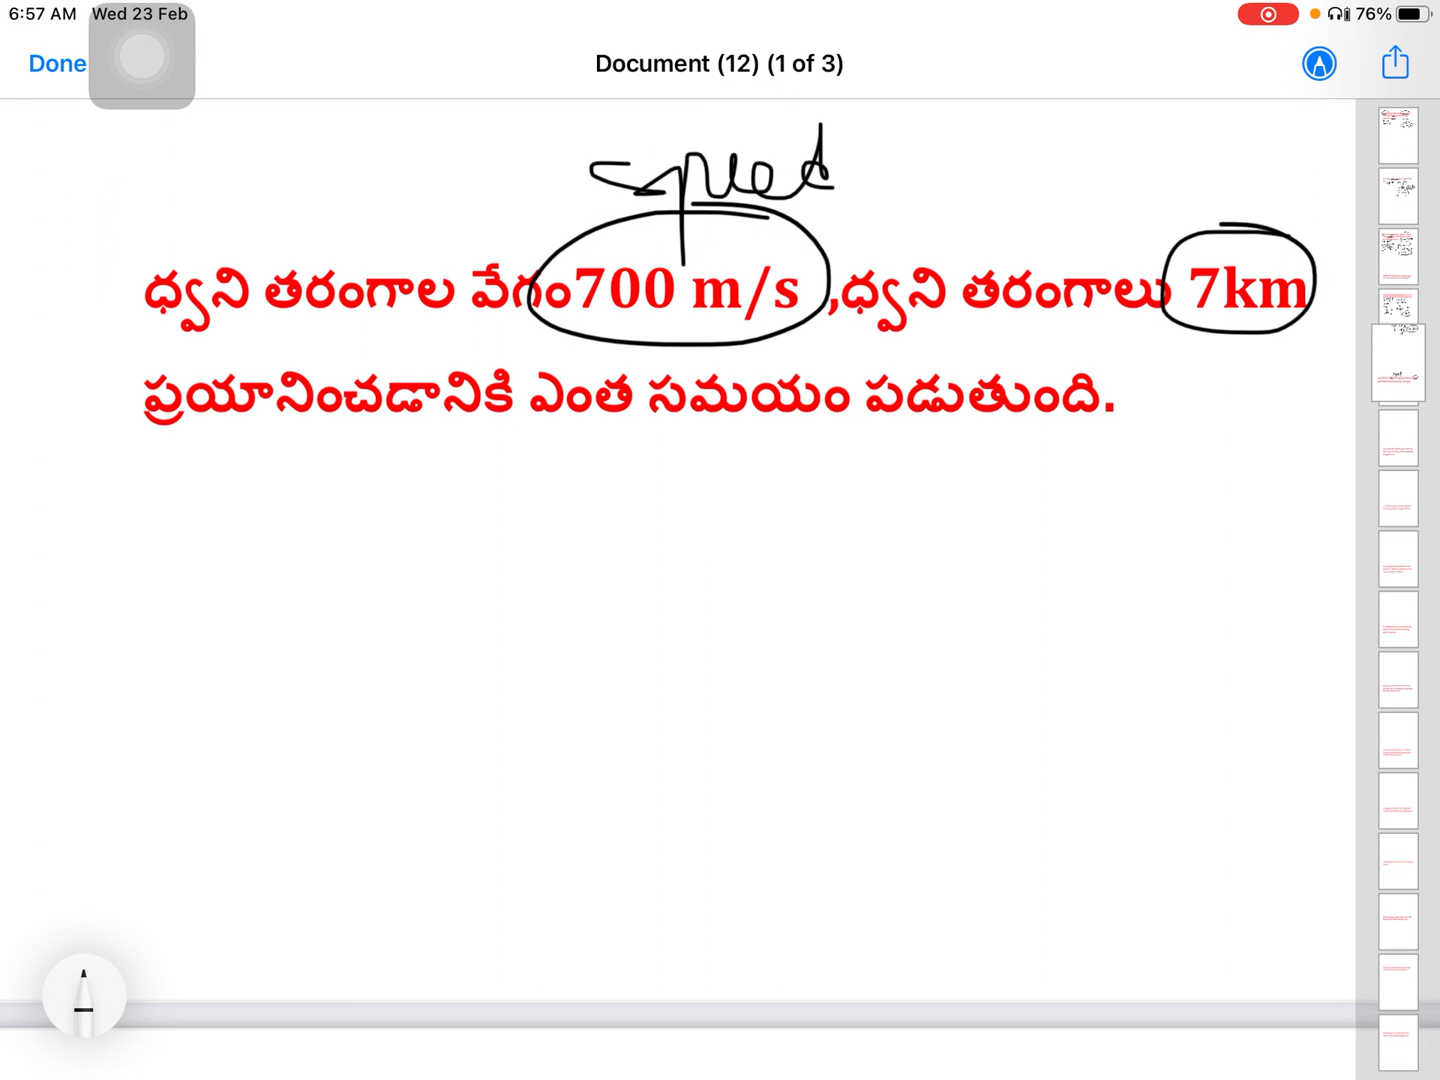 6:57 AM Wed 23 Feb 76%
Done Document (12) (1 of 3)
speed
ధ్వని తరంగాల వేగం700 m/s ,ధ్వని తరంగాలు 7km
ప్రయానించడానికి ఎంత సమయం పడుతుంది.